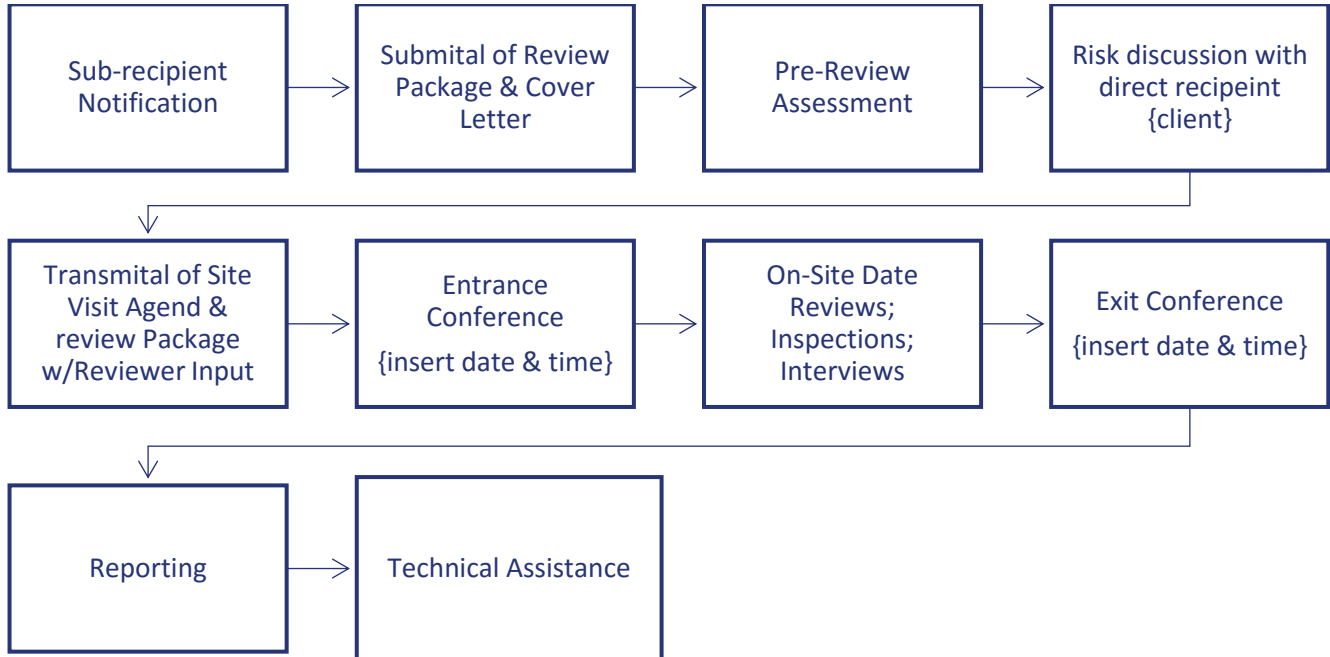 Sub-recipient
Notification
Submital of Review
Package & Cover
Letter
Pre-Review
Assessment
Risk discussion with
direct recipeint
{client}
Transmital of Site
Visit Agend &
review Package
w/Reviewer Input
Entrance
Conference
{insert date & time}
On-Site Date
Reviews;
Inspections;
Interviews
Exit Conference
{insert date & time}
Reporting
Technical Assistance